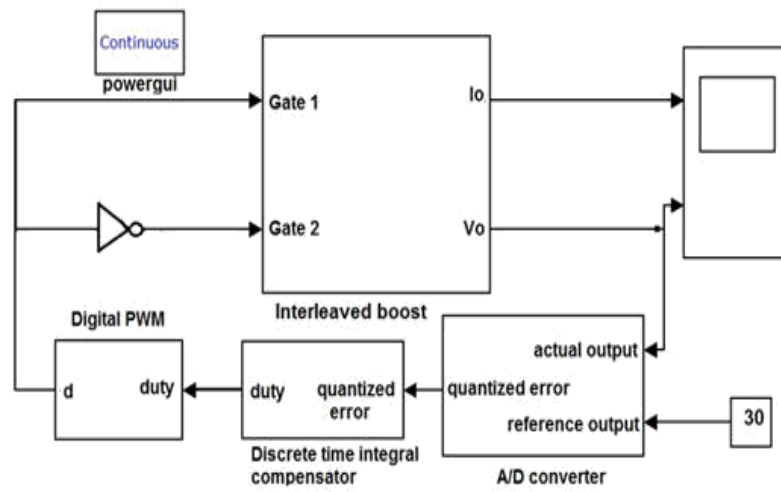 Continuous
powergui
Gate 1
Io
Gate 2
Vo
Interleaved boost
Digital PWM
d
duty
duty
quantized
error
Discrete time integral
compensator
actual output
quantized error
reference output
A/D converter
30